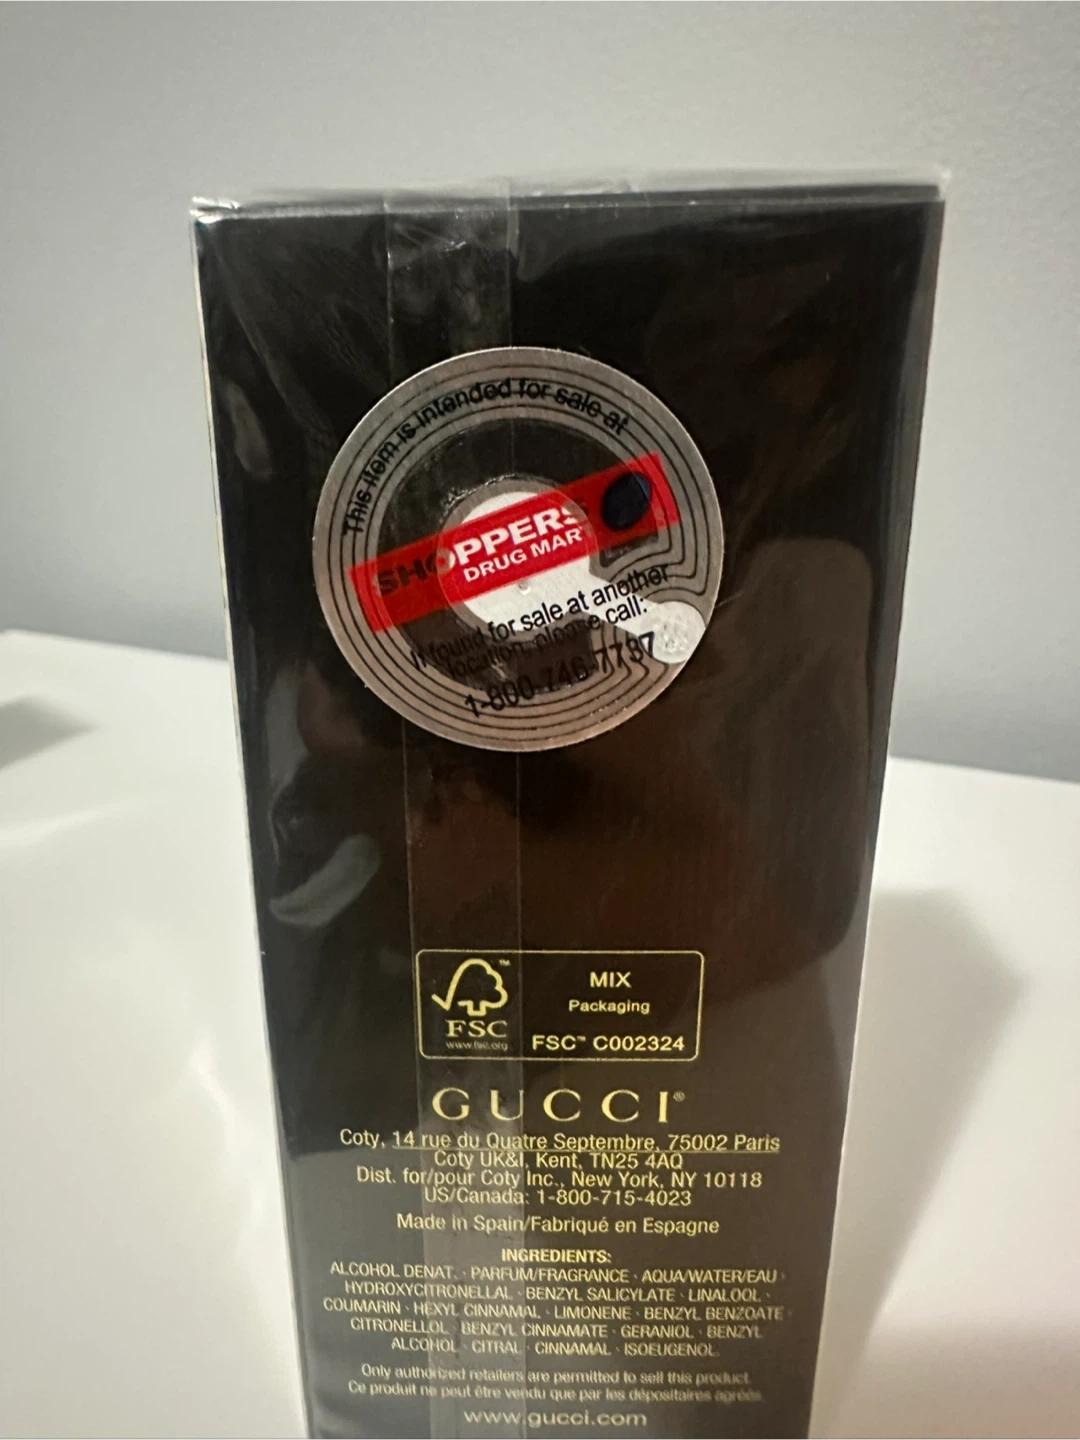 This item is intended for sale at
SHOPPERS
DRUG MART
If found for sale at another
location, please call:
1-800-746-7737
FSC™
www.fsc.org
MIX
Packaging
FSC™ C002324
GUCCI®
Coty, 14 rue du Quatre Septembre, 75002 Paris
Coty UK&I, Kent, TN25 4AQ
Dist. for/pour Coty Inc., New York, NY 10118
US/Canada: 1-800-715-4023
Made in Spain/Fabriqué en Espagne
INGREDIENTS:
ALCOHOL DENAT. · PARFUM/FRAGRANCE · AQUA/WATER/EAU ·
HYDROXYCITRONELLAL · BENZYL SALICYLATE · LINALOOL ·
COUMARIN · HEXYL CINNAMAL · LIMONENE · BENZYL BENZOATE ·
CITRONELLOL · BENZYL CINNAMATE · GERANIOL · BENZYL
ALCOHOL · CITRAL · CINNAMAL · ISOEUGENOL.
Only authorized retailers are permitted to sell this product.
Ce produit ne peut être vendu que par les dépositaires agréés.
www.gucci.com